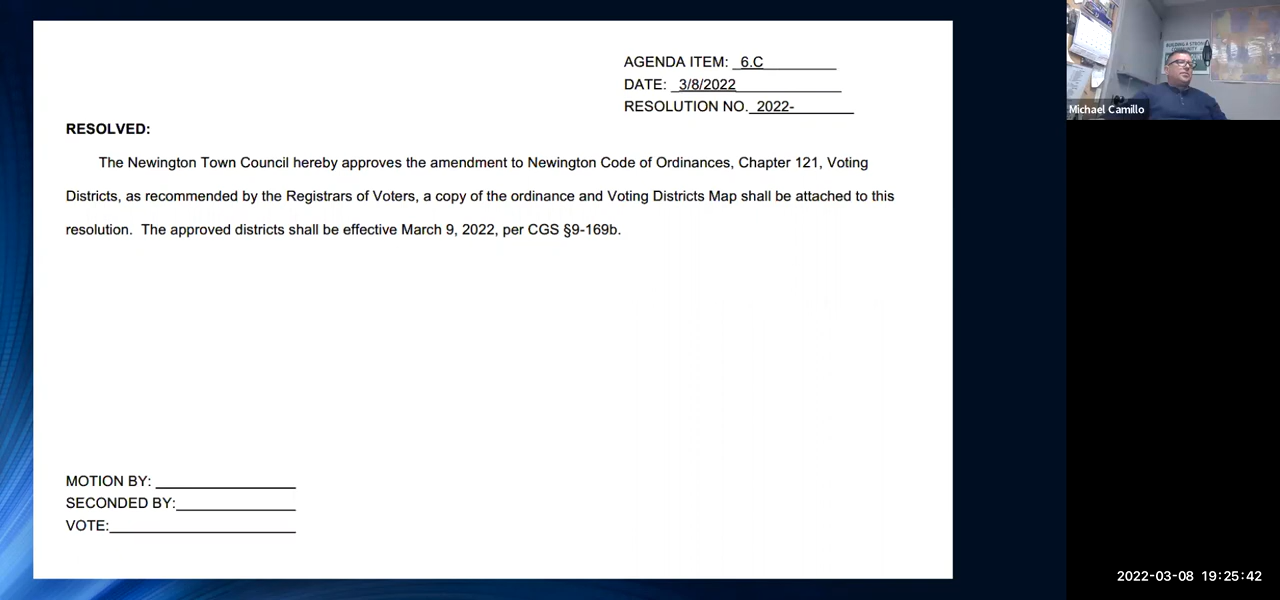 AGENDA ITEM: 6.C
DATE: 3/8/2022
RESOLUTION NO. 2022-
RESOLVED:
The Newington Town Council hereby approves the amendment to Newington Code of Ordinances, Chapter 121, Voting
Districts, as recommended by the Registrars of Voters, a copy of the ordinance and Voting Districts Map shall be attached to this
resolution. The approved districts shall be effective March 9, 2022, per CGS §9-169b.
MOTION BY:
SECONDED BY:
VOTE:
Michael Camillo
2022-03-08 19:25:42